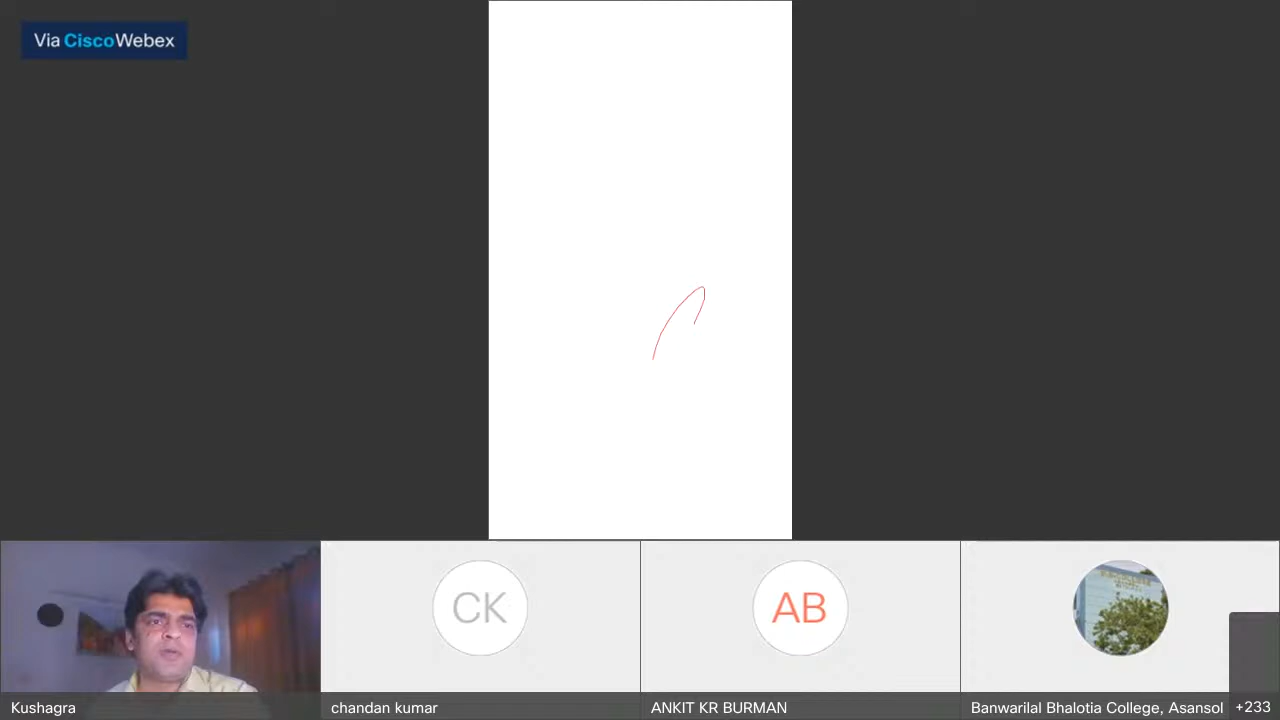 Via CiscoWebex
CK
AB
Kushagra
chandan kumar
ANKIT KR BURMAN
Banwarilal Bhalotia College, Asansol
+233